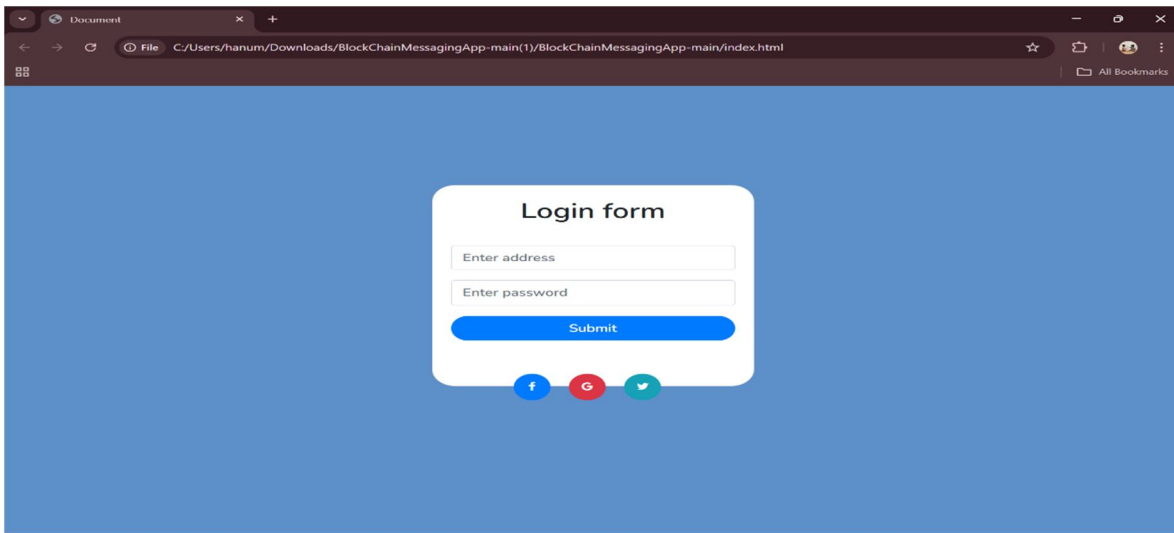 Document
File C:/Users/hanum/Downloads/BlockChainMessagingApp-main(1)/BlockChainMessagingApp-main/index.html
All Bookmarks
Login form
Enter address
Enter password
Submit
f G